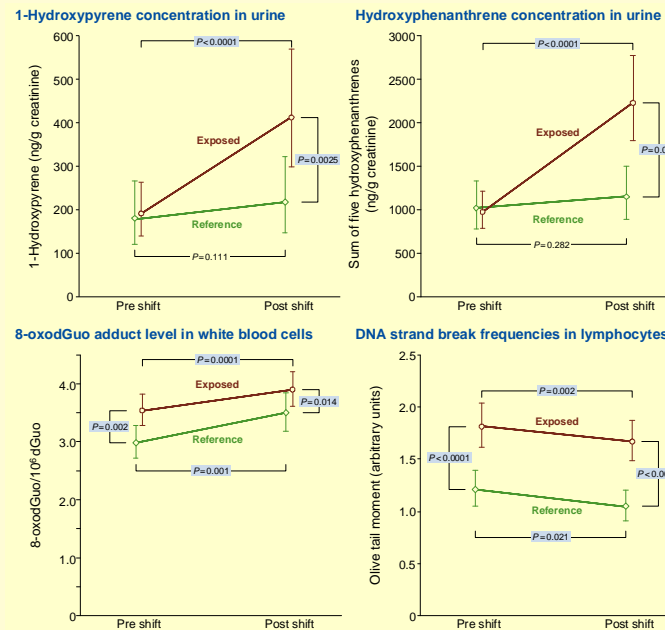 1-Hydroxypyrene concentration in urine
1-Hydroxypyrene (ng/g creatinine)
600
500
400
300
200
100
0
P<0.0001
Exposed
P=0.0025
Reference
P=0.111
Pre shift
Post shift
Hydroxyphenanthrene concentration in urine
Sum of five hydroxyphenanthrenes
(ng/g creatinine)
3000
2500
2000
1500
1000
500
0
P<0.0001
Exposed
P=0.0
Reference
P=0.282
Pre shift
Post shift
8-oxodGuo adduct level in white blood cells
8-oxodGuo/10⁶ dGuo
4.0
3.0
2.0
1.0
0
P=0.0001
Exposed
P=0.002
P=0.014
Reference
P=0.001
Pre shift
Post shift
DNA strand break frequencies in lymphocytes
Olive tail moment (arbitrary units)
2.5
2.0
1.5
1.0
0.5
0
P=0.002
Exposed
P<0.0001
P<0.00
Reference
P=0.021
Pre shift
Post shift